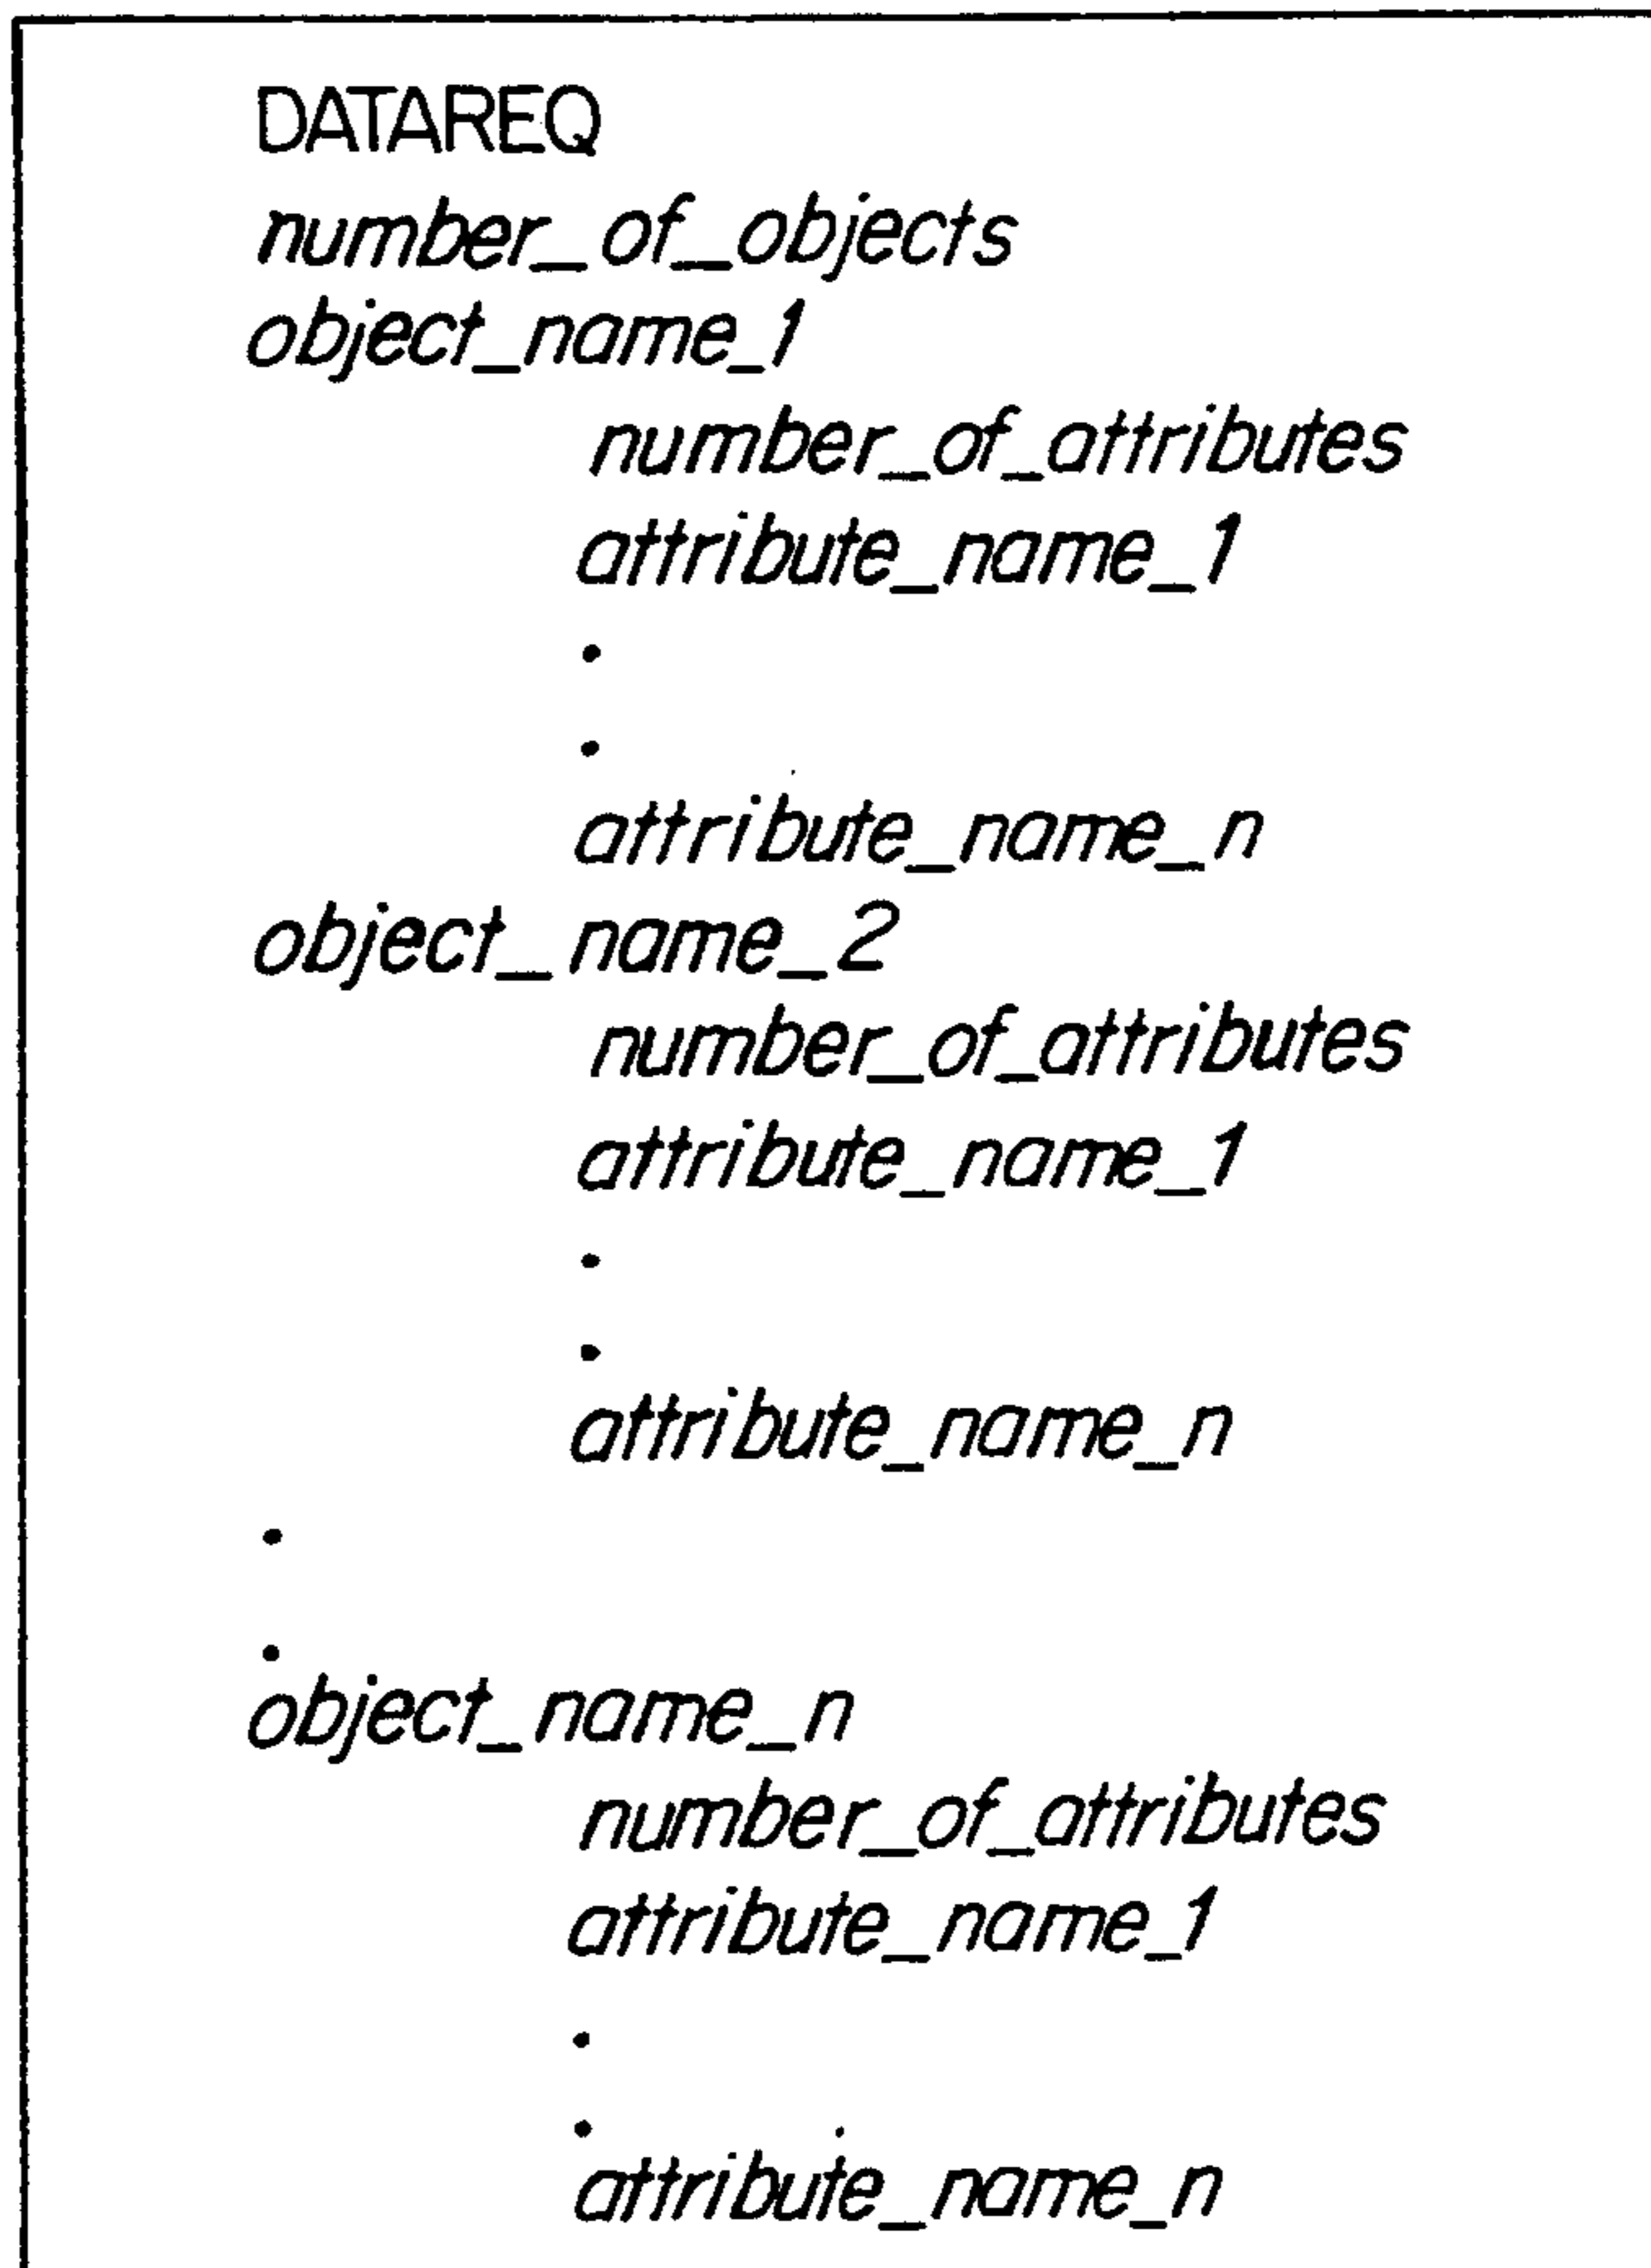 DATAREQ
number_of_objects
object_name_1
number_of_attributes
attribute_name_1
.
.
attribute_name_n
object_name_2
number_of_attributes
attribute_name_1
.
.
attribute_name_n
.
.
object_name_n
number_of_attributes
attribute_name_1
.
.
attribute_name_n